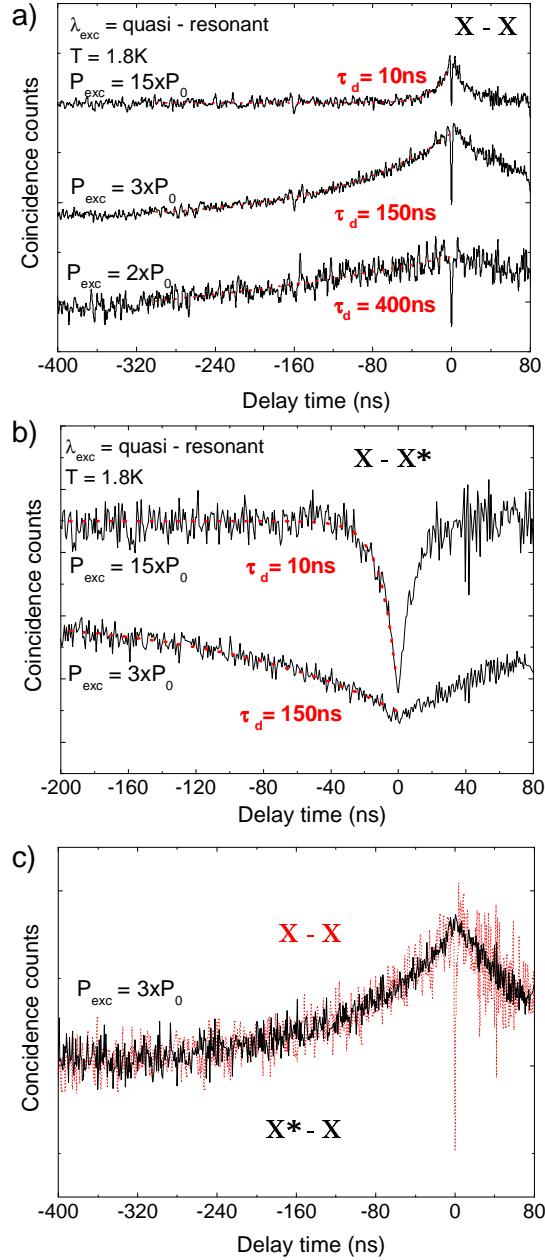 a)
λexc = quasi - resonant
X - X
T = 1.8K
Pexc = 15xP0
τd = 10ns
Pexc = 3xP0
τd = 150ns
Pexc = 2xP0
τd = 400ns
Coincidence counts
-400 -320 -240 -160 -80 0 80
Delay time (ns)
b)
λexc = quasi - resonant
X - X*
T = 1.8K
Pexc = 15xP0
τd = 10ns
Pexc = 3xP0
τd = 150ns
Coincidence counts
-200 -160 -120 -80 -40 0 40 80
Delay time (ns)
c)
X - X
Pexc = 3xP0
X* - X
Concidence counts
-400 -320 -240 -160 -80 0 80
Delay time (ns)